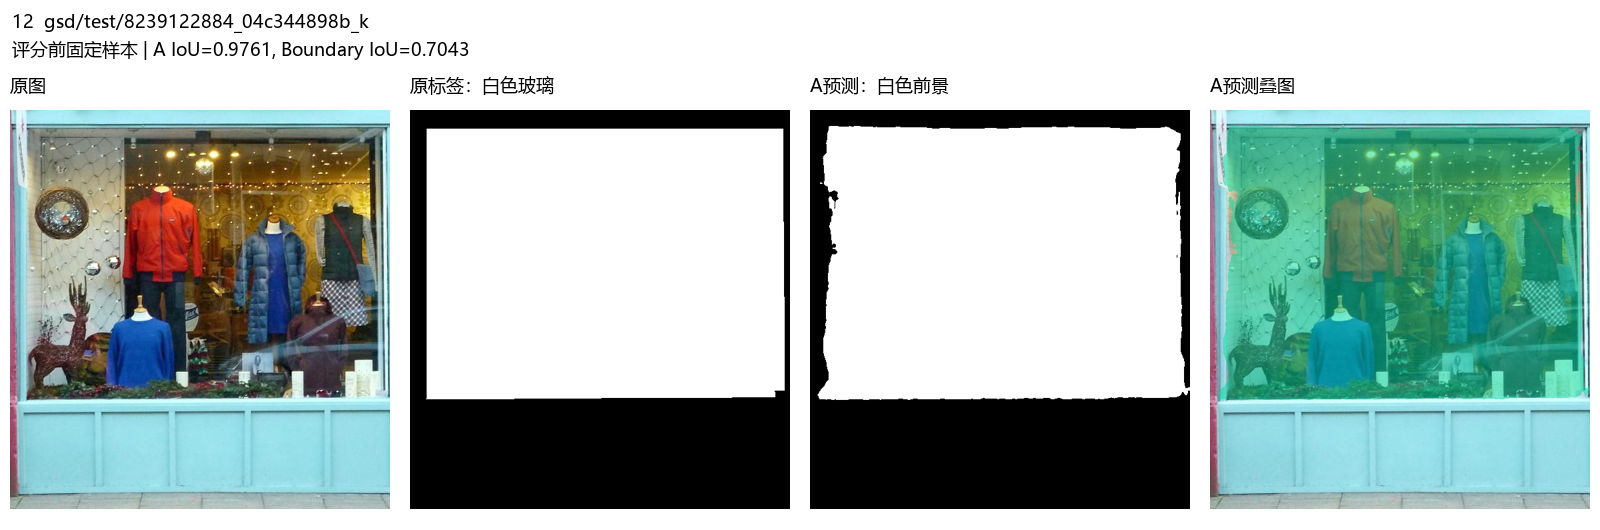 12  gsd/test/8239122884_04c344898b_k
评分前固定样本 | A IoU=0.9761, Boundary IoU=0.7043
原图
原标签：白色玻璃
A预测：白色前景
A预测叠图